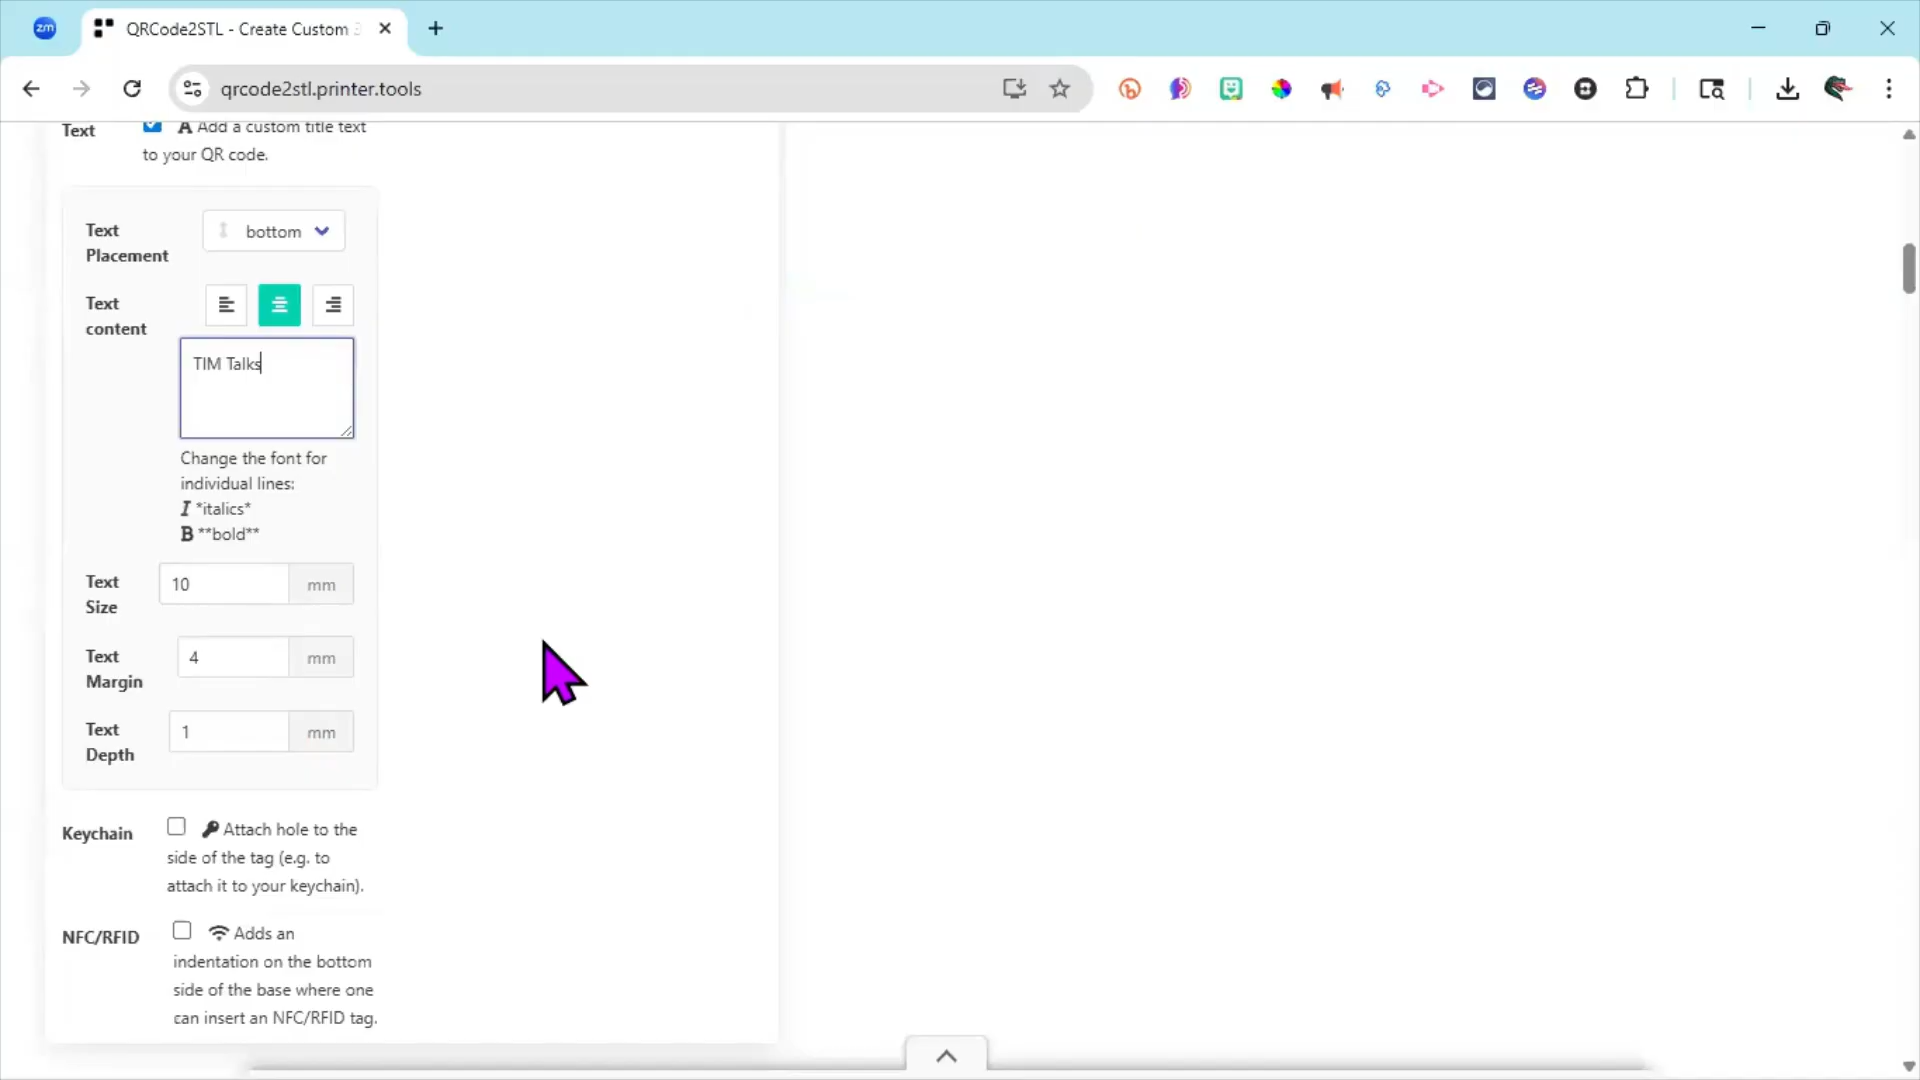 zm
QRCode2STL - Create Custom
qrcode2stl.printer.tools
Text
A Add a custom title text
to your QR code.
Text
Placement
bottom
Text
content
TIM Talks
Change the font for
individual lines:
I *italics*
B **bold**
Text
Size
10 mm
Text
Margin
4 mm
Text
Depth
1 mm
Keychain
Attach hole to the
side of the tag (e.g. to
attach it to your keychain).
NFC/RFID
Adds an
indentation on the bottom
side of the base where one
can insert an NFC/RFID tag.